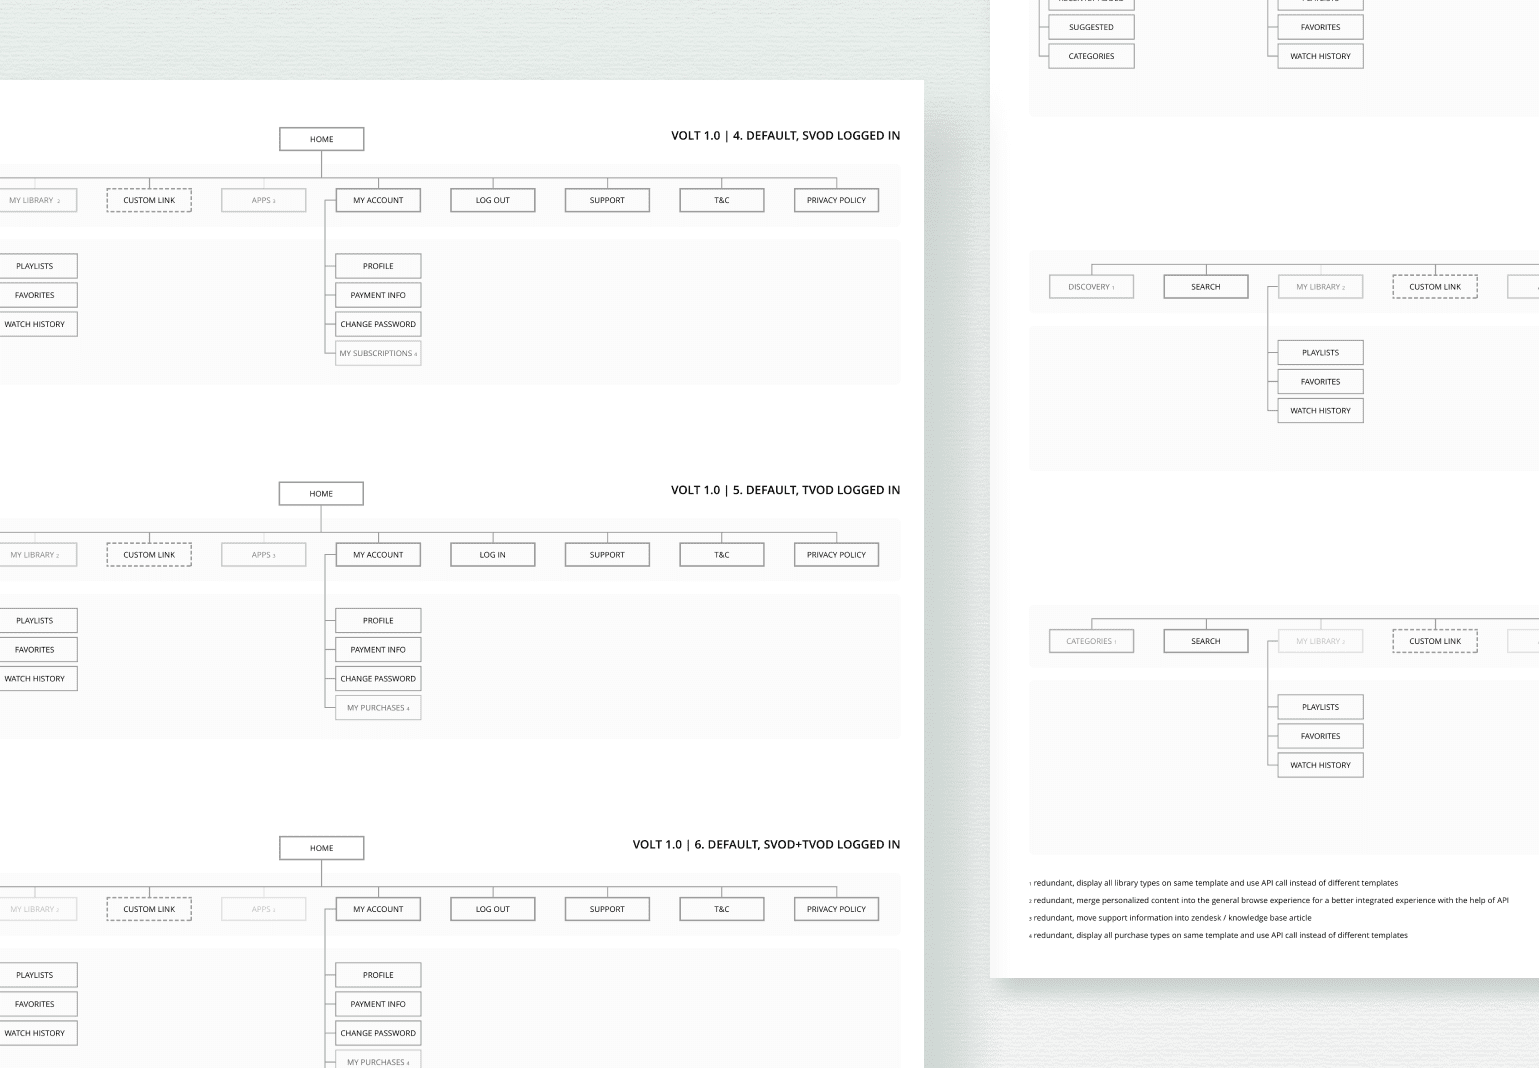 HOME
VOLT 1.0 | 4. DEFAULT, SVOD LOGGED IN
MY LIBRARY 2
CUSTOM LINK
APPS 3
MY ACCOUNT
LOG OUT
SUPPORT
T&C
PRIVACY POLICY
PLAYLISTS
FAVORITES
WATCH HISTORY
PROFILE
PAYMENT INFO
CHANGE PASSWORD
MY SUBSCRIPTIONS 4
HOME
VOLT 1.0 | 5. DEFAULT, TVOD LOGGED IN
MY LIBRARY 2
CUSTOM LINK
APPS 3
MY ACCOUNT
LOG IN
SUPPORT
T&C
PRIVACY POLICY
PLAYLISTS
FAVORITES
WATCH HISTORY
PROFILE
PAYMENT INFO
CHANGE PASSWORD
MY PURCHASES 4
HOME
VOLT 1.0 | 6. DEFAULT, SVOD+TVOD LOGGED IN
MY LIBRARY 2
CUSTOM LINK
APPS 3
MY ACCOUNT
LOG OUT
SUPPORT
T&C
PRIVACY POLICY
PLAYLISTS
FAVORITES
WATCH HISTORY
PROFILE
PAYMENT INFO
CHANGE PASSWORD
MY PURCHASES 4
SUGGESTED
CATEGORIES
FAVORITES
WATCH HISTORY
DISCOVERY 1
SEARCH
MY LIBRARY 2
CUSTOM LINK
PLAYLISTS
FAVORITES
WATCH HISTORY
CATEGORIES 1
SEARCH
MY LIBRARY 2
CUSTOM LINK
PLAYLISTS
FAVORITES
WATCH HISTORY
1 redundant, display all library types on same template and use API call instead of different templates
2 redundant, merge personalized content into the general browse experience for a better integrated experience with the help of API
3 redundant, move support information into zendesk / knowledge base article
4 redundant, display all purchase types on same template and use API call instead of different templates